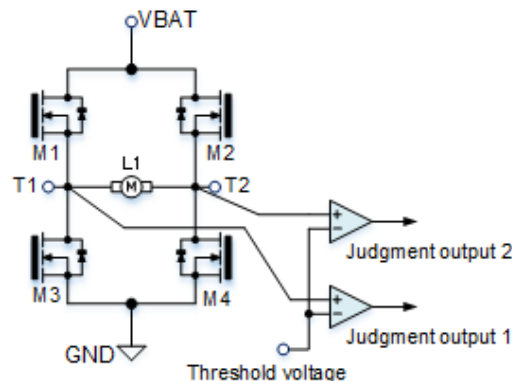 VBAT
M1
M2
L1
M
T1
T2
+
−
Judgment output 2
M3
M4
+
−
Judgment output 1
GND
Threshold voltage